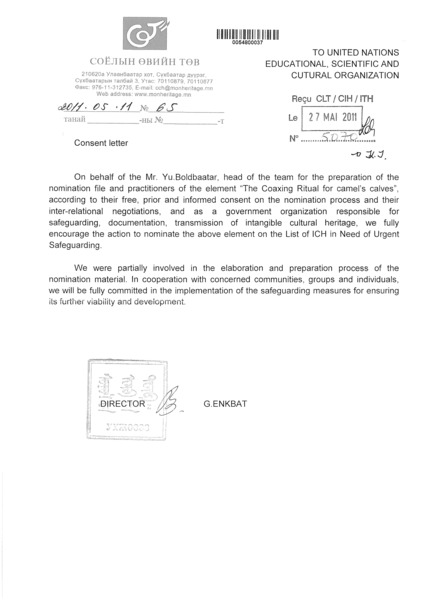 0054800037
СОЁЛЫН ӨВИЙН ТӨВ
210620а Улаанбаатар хот, Сүхбаатар дүүрэг,
Сүхбаатарын талбай 3, Утас: 70110879, 70110877
Факс: 976-11-312735, E-mail: cch@monheritage.mn
Web address: www.monheritage.mn
2011.05.11 № 65
танай -ны № -т
TO UNITED NATIONS
EDUCATIONAL, SCIENTIFIC AND
CUTURAL ORGANIZATION
Reçu CLT / CIH / ITH
Le 27 MAI 2011
N°
Consent letter
On behalf of the Mr. Yu.Boldbaatar, head of the team for the preparation of the
nomination file and practitioners of the element “The Coaxing Ritual for camel’s calves”,
according to their free, prior and informed consent on the nomination process and their
inter-relational negotiations, and as a government organization responsible for
safeguarding, documentation, transmission of intangible cultural heritage, we fully
encourage the action to nominate the above element on the List of ICH in Need of Urgent
Safeguarding.
We were partially involved in the elaboration and preparation process of the
nomination material. In cooperation with concerned communities, groups and individuals,
we will be fully committed in the implementation of the safeguarding measures for ensuring
its further viability and development.
DIRECTOR G.ENKBAT